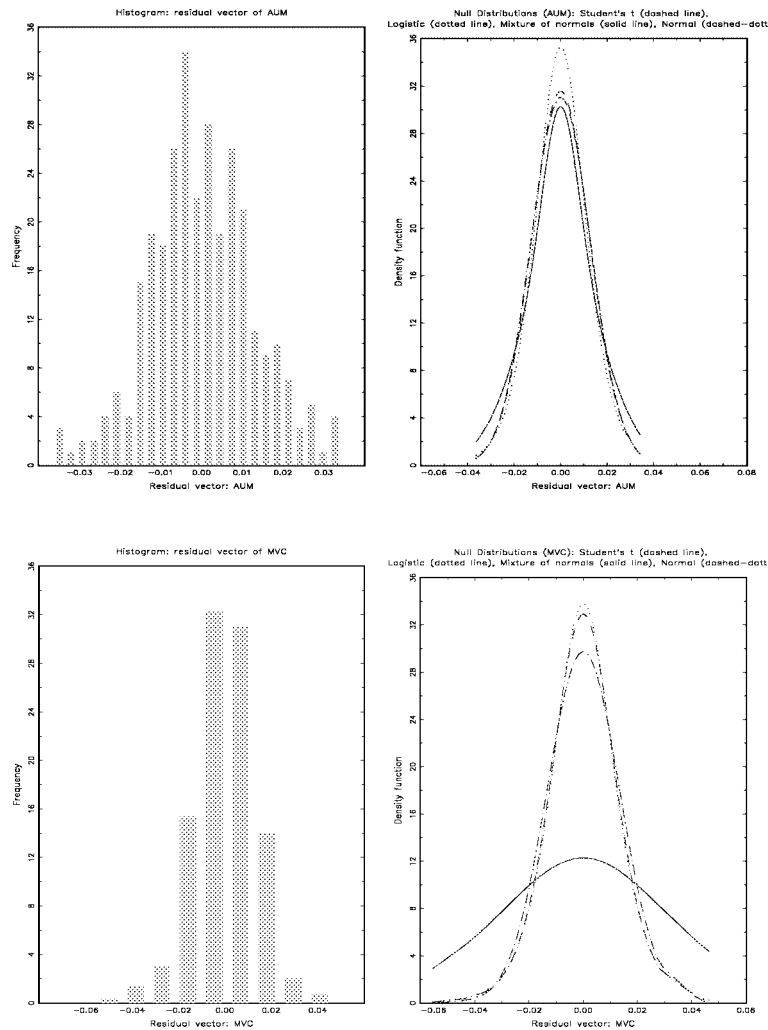 Histogram: residual vector of AUM
36
32
28
24
20
16
12
8
4
0
Frequency
-0.03 -0.02 -0.01 0.00 0.01 0.02 0.03
Residual vector: AUM
Null Distributions (AUM): Student's t (dashed line),
Logistic (dotted line), Mixture of normals (solid line), Normal (dashed-dott
36
32
28
24
20
16
12
8
4
0
Density function
-0.06 -0.04 -0.02 0.00 0.02 0.04 0.06 0.08
Residual vector: AUM
Histogram: residual vector of MVC
36
32
28
24
20
16
12
8
4
0
Frequency
-0.06 -0.04 -0.02 0.00 0.02 0.04 0.06
Residual vector: MVC
Null Distributions (MVC): Student's t (dashed line),
Logistic (dotted line), Mixture of normals (solid line), Normal (dashed-dott
36
32
28
24
20
16
12
8
4
0
Density function
-0.06 -0.04 -0.02 0.00 0.02 0.04 0.06
Residual vector: MVC